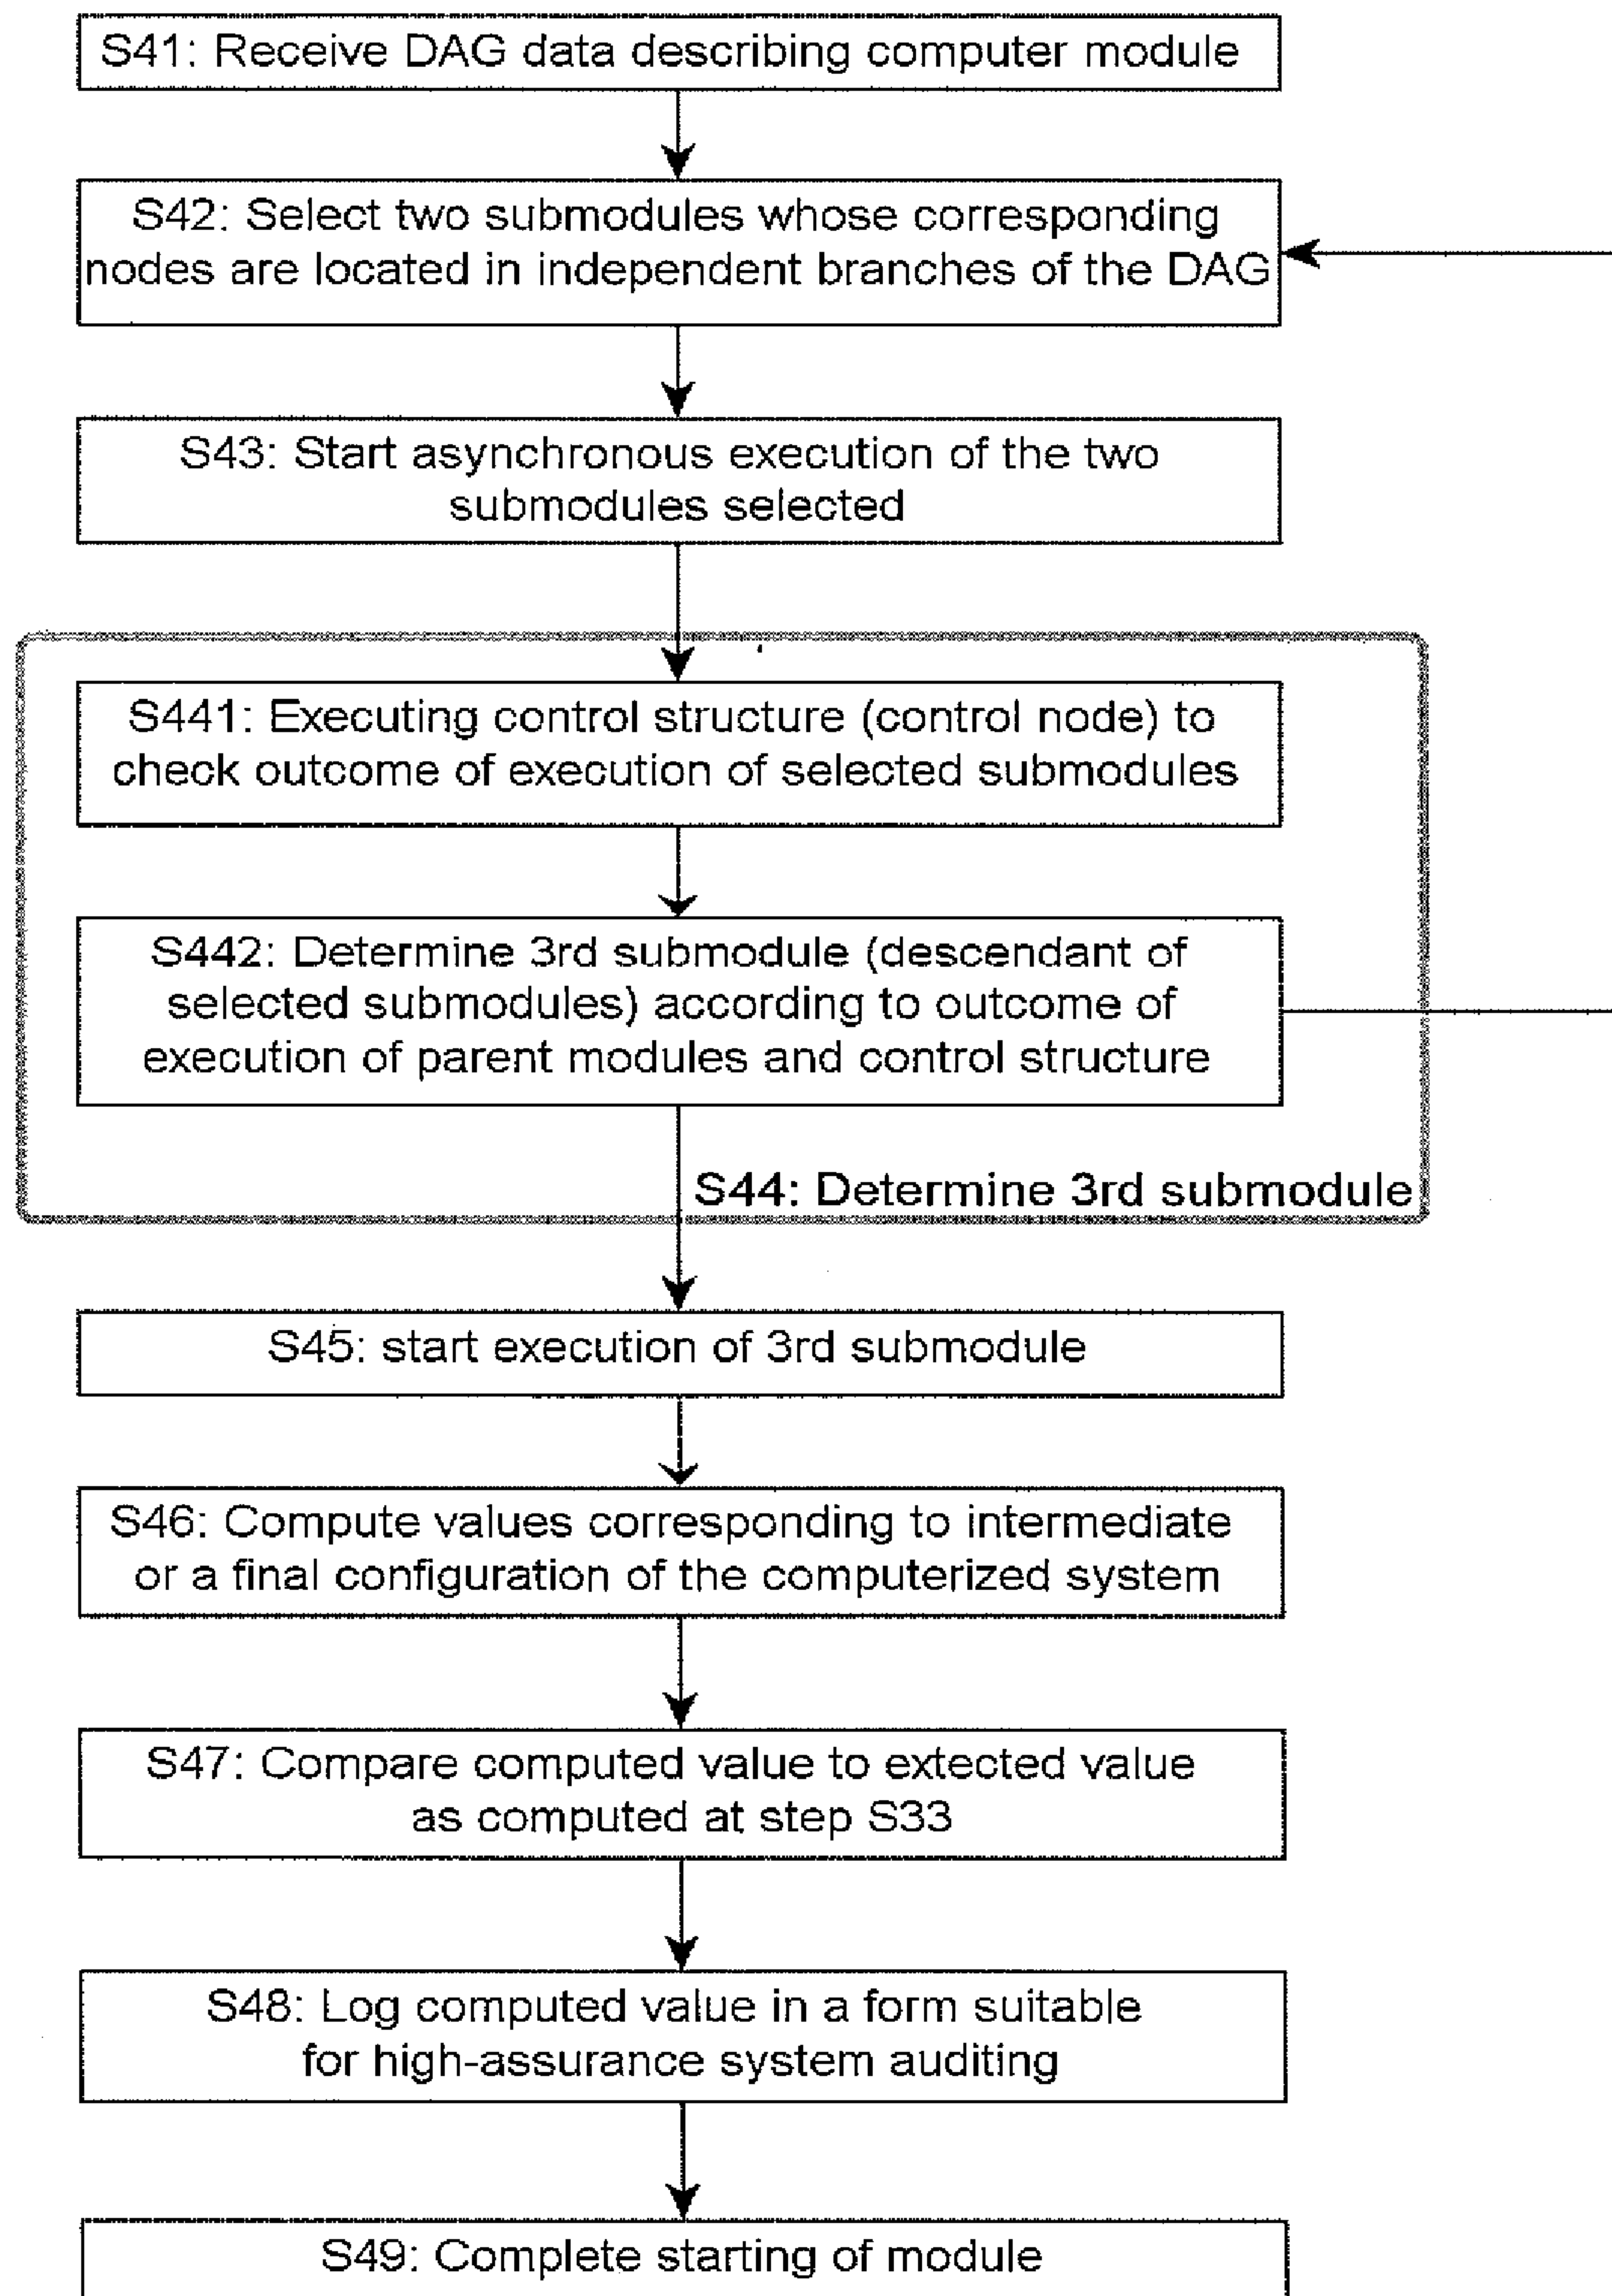 S41: Receive DAG data describing computer module
S42: Select two submodules whose corresponding
nodes are located in independent branches of the DAG
S43: Start asynchronous execution of the two
submodules selected
S441: Executing control structure (control node) to
check outcome of execution of selected submodules
S442: Determine 3rd submodule (descendant of
selected submodules) according to outcome of
execution of parent modules and control structure
S44: Determine 3rd submodule
S45: start execution of 3rd submodule
S46: Compute values corresponding to intermediate
or a final configuration of the computerized system
S47: Compare computed value to extected value
as computed at step S33
S48: Log computed value in a form suitable
for high-assurance system auditing
S49: Complete starting of module